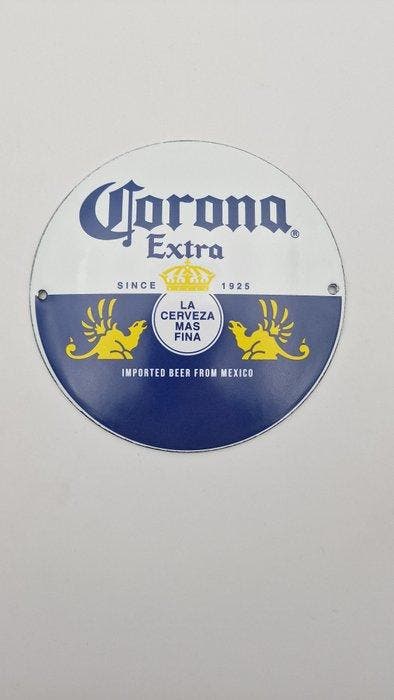 Corona®
Extra
SINCE 1925
LA
CERVEZA
MAS
FINA
IMPORTED BEER FROM MEXICO